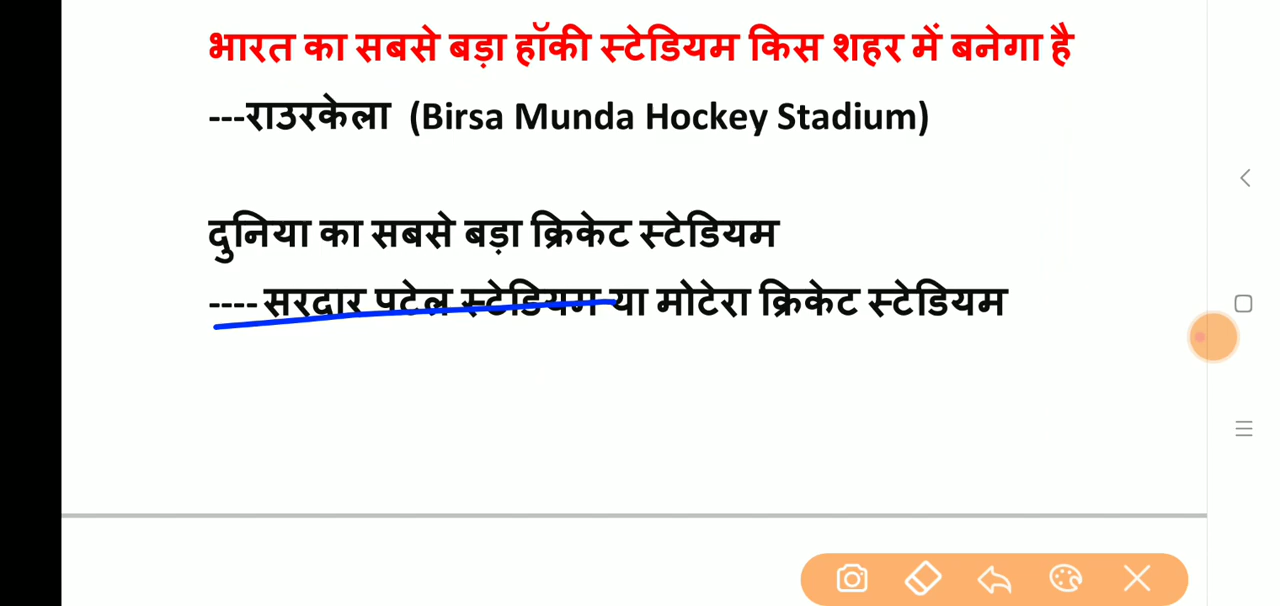 भारत का सबसे बड़ा हॉकी स्टेडियम किस शहर में बनेगा है
---राउरकेला (Birsa Munda Hockey Stadium)
दुनिया का सबसे बड़ा क्रिकेट स्टेडियम
----सरदार पटेल स्टेडियम या मोटेरा क्रिकेट स्टेडियम